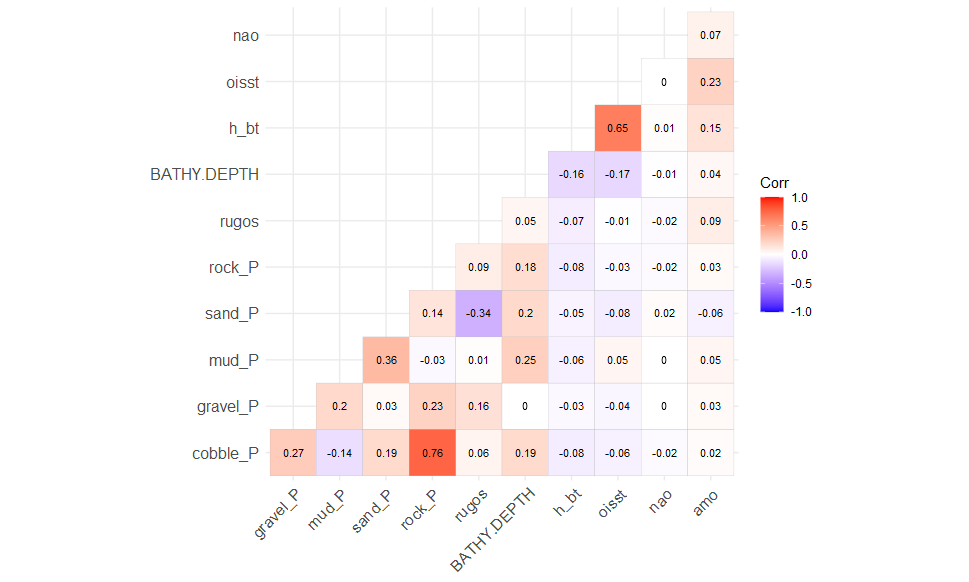 nao 0.07
oisst 0 0.23
h_bt 0.65 0.01 0.15
BATHY.DEPTH -0.16 -0.17 -0.01 0.04
rugos 0.05 -0.07 -0.01 -0.02 0.09
rock_P 0.09 0.18 -0.08 -0.03 -0.02 0.03
sand_P 0.14 -0.34 0.2 -0.05 -0.08 0.02 -0.06
mud_P 0.36 -0.03 0.01 0.25 -0.06 0.05 0 0.05
gravel_P 0.2 0.03 0.23 0.16 0 -0.03 -0.04 0 0.03
cobble_P 0.27 -0.14 0.19 0.76 0.06 0.19 -0.08 -0.06 -0.02 0.02
gravel_P mud_P sand_P rock_P rugos BATHY.DEPTH h_bt oisst nao amo
Corr
1.0
0.5
0.0
-0.5
-1.0